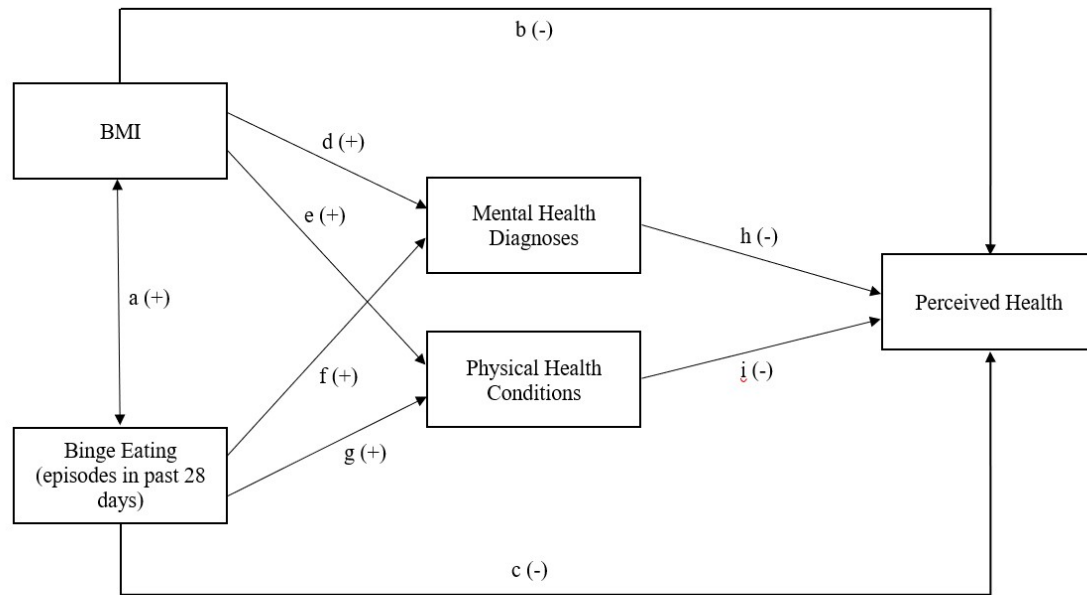 b (-)
BMI
d (+)
e (+)
Mental Health
Diagnoses
h (-)
a (+)
Perceived Health
f (+)
Physical Health
Conditions
i (-)
Binge Eating
(episodes in past 28
days)
g (+)
c (-)